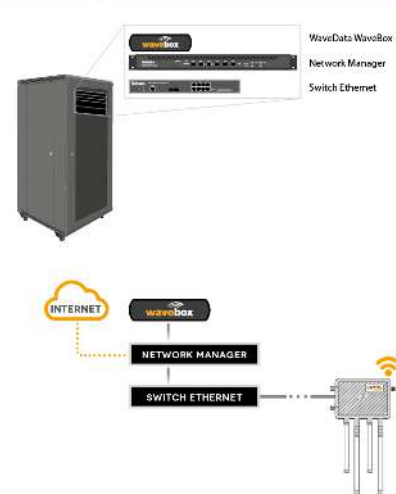 wavebox
WaveData WaveBox
Network Manager
Switch Ethernet
INTERNET
wavebox
NETWORK MANAGER
SWITCH ETHERNET